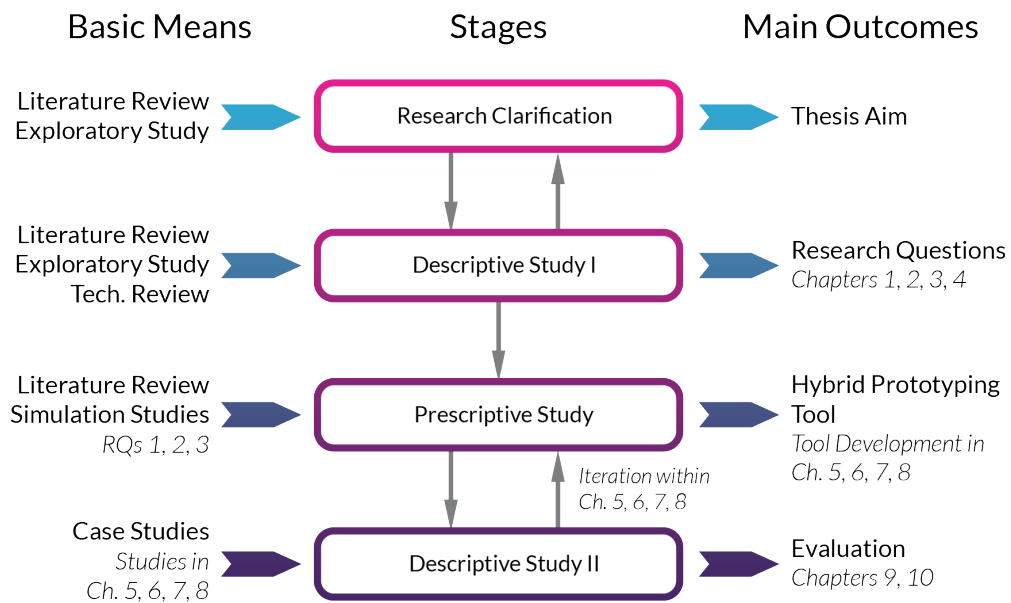 Basic Means
Stages
Main Outcomes
Literature Review
Exploratory Study
Research Clarification
Thesis Aim
Literature Review
Exploratory Study
Tech. Review
Descriptive Study I
Research Questions
Chapters 1, 2, 3, 4
Literature Review
Simulation Studies
RQs 1, 2, 3
Prescriptive Study
Hybrid Prototyping
Tool
Tool Development in
Ch. 5, 6, 7, 8
Iteration within
Ch. 5, 6, 7, 8
Case Studies
Studies in
Ch. 5, 6, 7, 8
Descriptive Study II
Evaluation
Chapters 9, 10